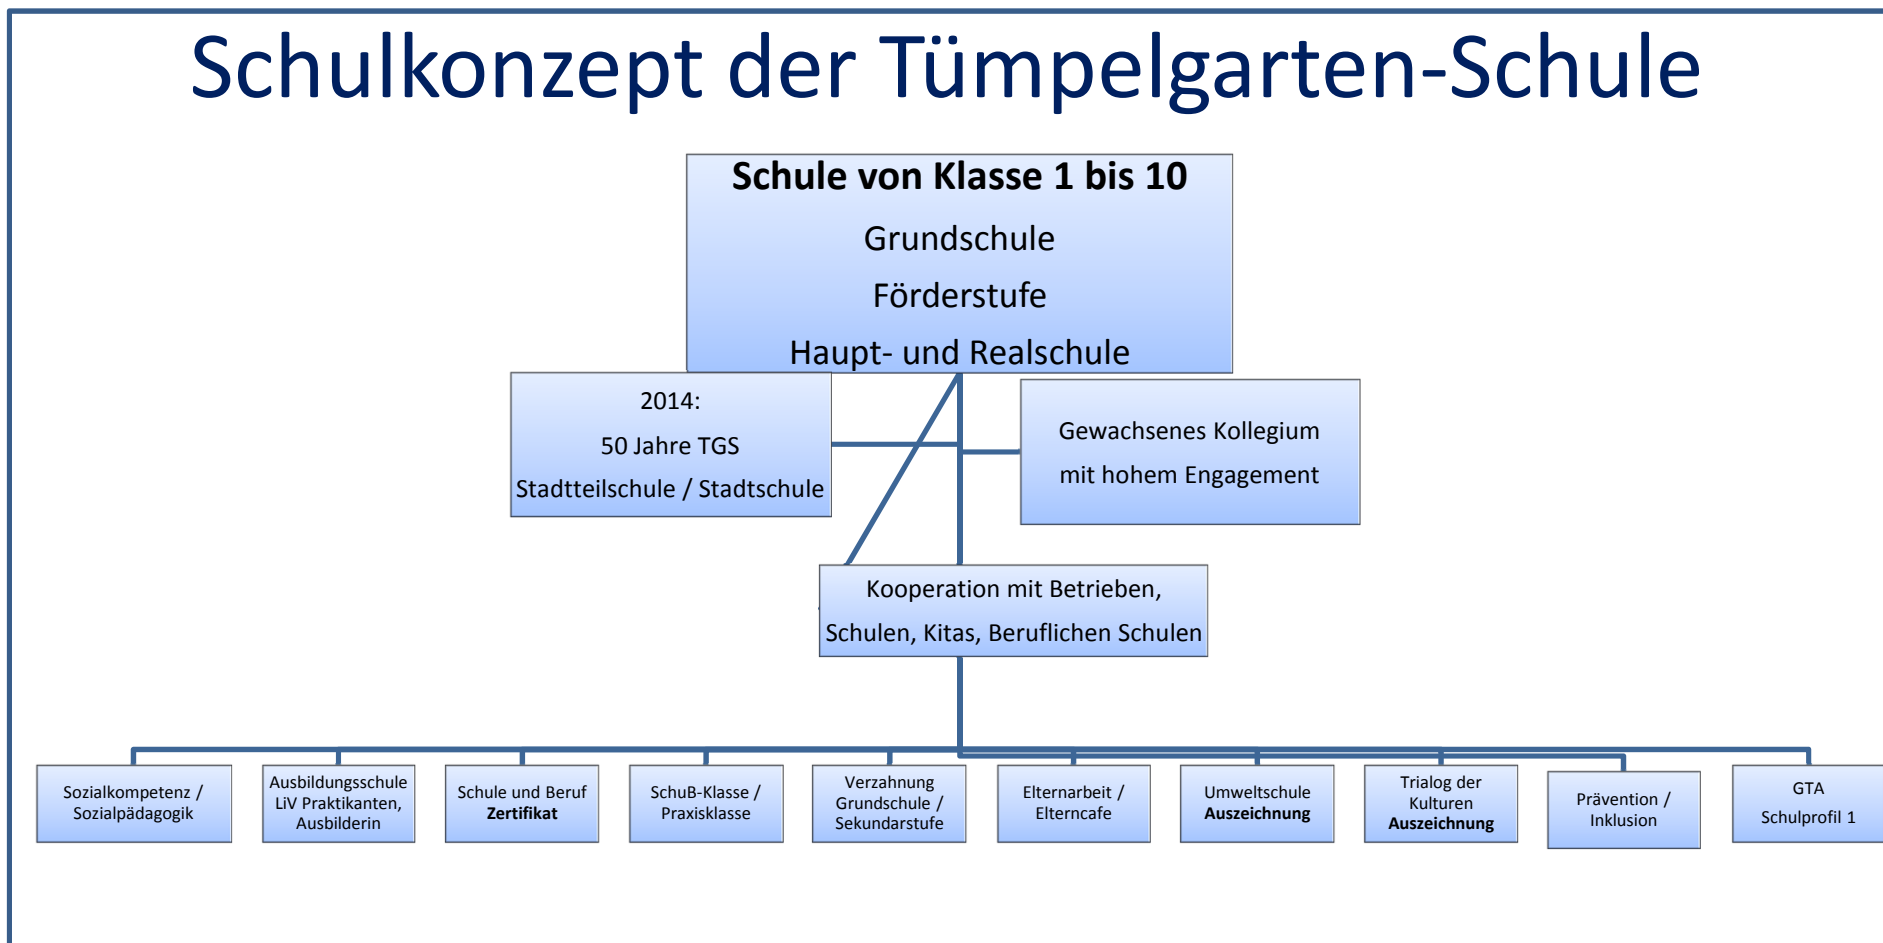 Schulkonzept der Tümpelgarten-Schule
Schule von Klasse 1 bis 10
Grundschule
Förderstufe
Haupt- und Realschule
2014:
50 Jahre TGS
Stadtteilschule / Stadtschule
Gewachsenes Kollegium
mit hohem Engagement
Kooperation mit Betrieben,
Schulen, Kitas, Beruflichen Schulen
Sozialkompetenz /
Sozialpädagogik
Ausbildungsschule
LiV Praktikanten,
Ausbilderin
Schule und Beruf
Zertifikat
SchuB-Klasse /
Praxisklasse
Verzahnung
Grundschule /
Sekundarstufe
Elternarbeit /
Elterncafe
Umweltschule
Auszeichnung
Trialog der
Kulturen
Auszeichnung
Prävention /
Inklusion
GTA
Schulprofil 1